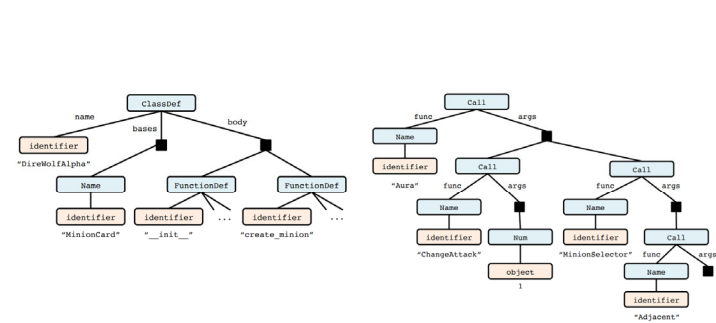 ClassDef
name
bases
body
identifier
"DireWolfAlpha"
Name
FunctionDef
FunctionDef
identifier
identifier
...
identifier
...
"MinionCard"
"__init__"
"create_minion"
Call
func
args
Name
identifier
"Aura"
Call
Call
func
args
func
args
Name
Name
identifier
Num
identifier
Call
"ChangeAttack"
"MinionSelector"
func
args
object
Name
1
identifier
"Adjacent"